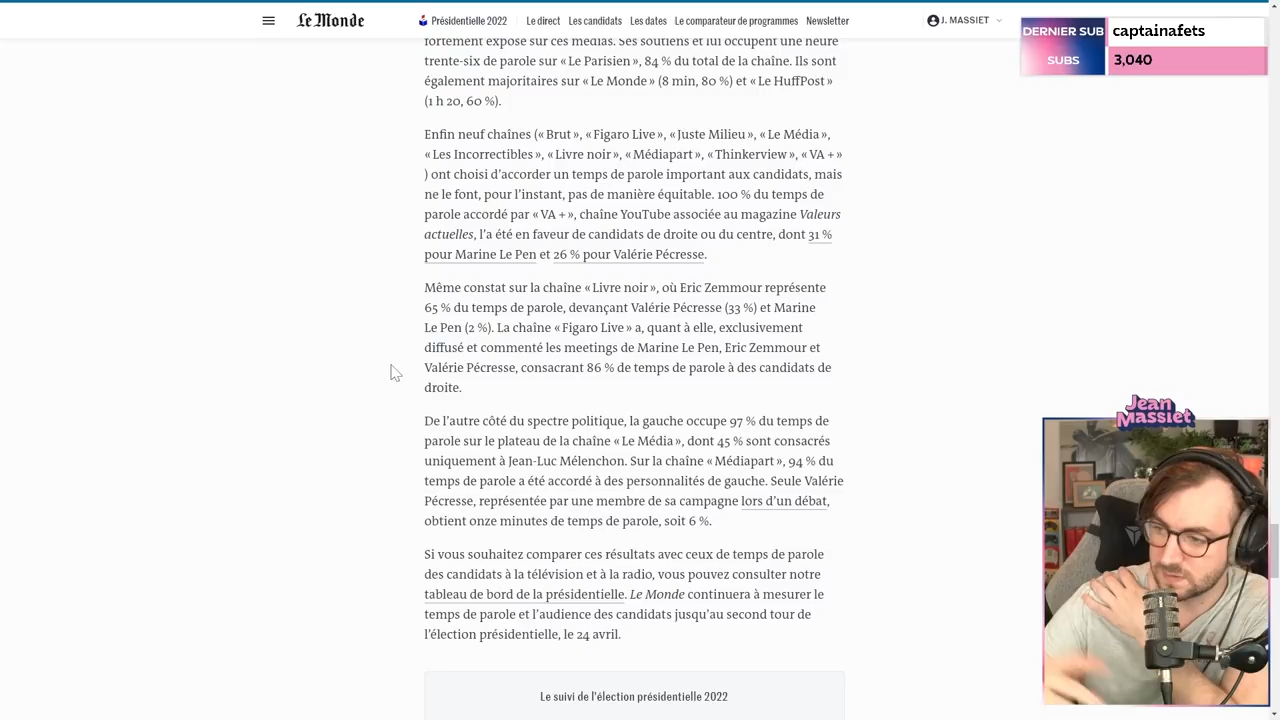 Le Monde
Présidentielle 2022 Le direct Les candidats Les dates Le comparateur de programmes Newsletter
J. MASSIET
DERNIER SUB captainafets
SUBS 3,040
fortement exposé sur ces médias. Ses soutiens et lui occupent une heure
trente-six de parole sur « Le Parisien », 84 % du total de la chaîne. Ils sont
également majoritaires sur « Le Monde » (8 min, 80 %) et « Le HuffPost »
(1 h 20, 60 %).
Enfin neuf chaînes (« Brut », « Figaro Live », « Juste Milieu », « Le Média »,
« Les Incorrectibles », « Livre noir », « Médiapart », « Thinkerview », « VA + »
) ont choisi d’accorder un temps de parole important aux candidats, mais
ne le font, pour l’instant, pas de manière équitable. 100 % du temps de
parole accordé par « VA + », chaîne YouTube associée au magazine Valeurs
actuelles, l’a été en faveur de candidats de droite ou du centre, dont 31 %
pour Marine Le Pen et 26 % pour Valérie Pécresse.
Même constat sur la chaîne « Livre noir », où Eric Zemmour représente
65 % du temps de parole, devançant Valérie Pécresse (33 %) et Marine
Le Pen (2 %). La chaîne « Figaro Live » a, quant à elle, exclusivement
diffusé et commenté les meetings de Marine Le Pen, Eric Zemmour et
Valérie Pécresse, consacrant 86 % de temps de parole à des candidats de
droite.
De l’autre côté du spectre politique, la gauche occupe 97 % du temps de
parole sur le plateau de la chaîne « Le Média », dont 45 % sont consacrés
uniquement à Jean-Luc Mélenchon. Sur la chaîne « Médiapart », 94 % du
temps de parole a été accordé à des personnalités de gauche. Seule Valérie
Pécresse, représentée par une membre de sa campagne lors d’un débat,
obtient onze minutes de temps de parole, soit 6 %.
Si vous souhaitez comparer ces résultats avec ceux de temps de parole
des candidats à la télévision et à la radio, vous pouvez consulter notre
tableau de bord de la présidentielle. Le Monde continuera à mesurer le
temps de parole et l’audience des candidats jusqu’au second tour de
l’élection présidentielle, le 24 avril.
Le suivi de l'élection présidentielle 2022
Jean
Massiet